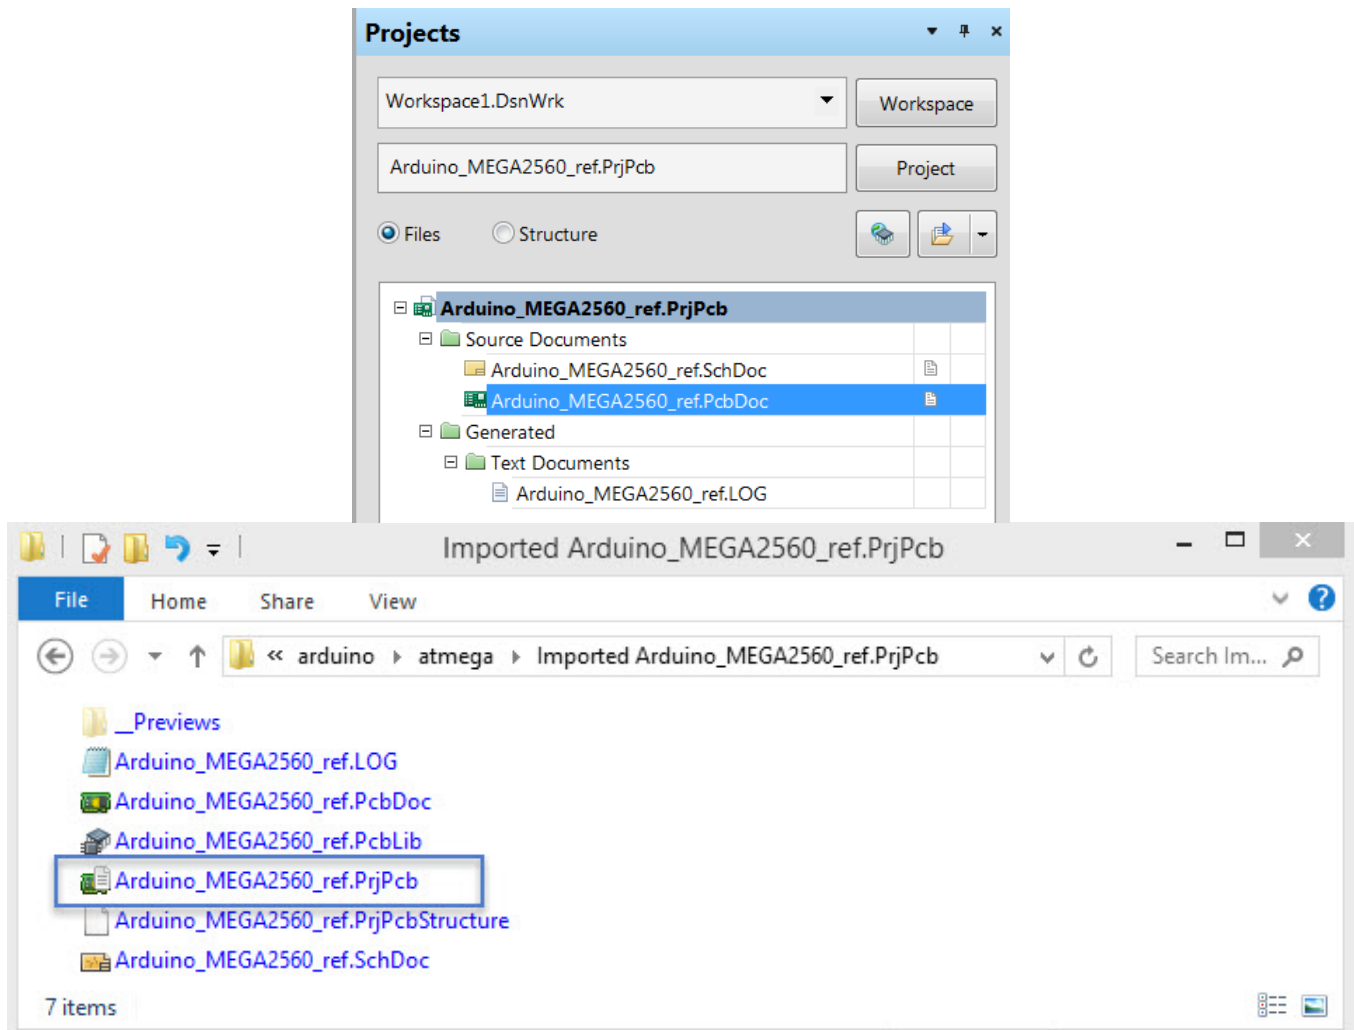 Projects
Workspace1.DsnWrk
Workspace
Arduino_MEGA2560_ref.PrjPcb
Project
Files
Structure
Arduino_MEGA2560_ref.PrjPcb
Source Documents
Arduino_MEGA2560_ref.SchDoc
Arduino_MEGA2560_ref.PcbDoc
Generated
Text Documents
Arduino_MEGA2560_ref.LOG
Imported Arduino_MEGA2560_ref.PrjPcb
File Home Share View
« arduino atmega Imported Arduino_MEGA2560_ref.PrjPcb
Search Im...
__Previews
Arduino_MEGA2560_ref.LOG
Arduino_MEGA2560_ref.PcbDoc
Arduino_MEGA2560_ref.PcbLib
Arduino_MEGA2560_ref.PrjPcb
Arduino_MEGA2560_ref.PrjPcbStructure
Arduino_MEGA2560_ref.SchDoc
7 items